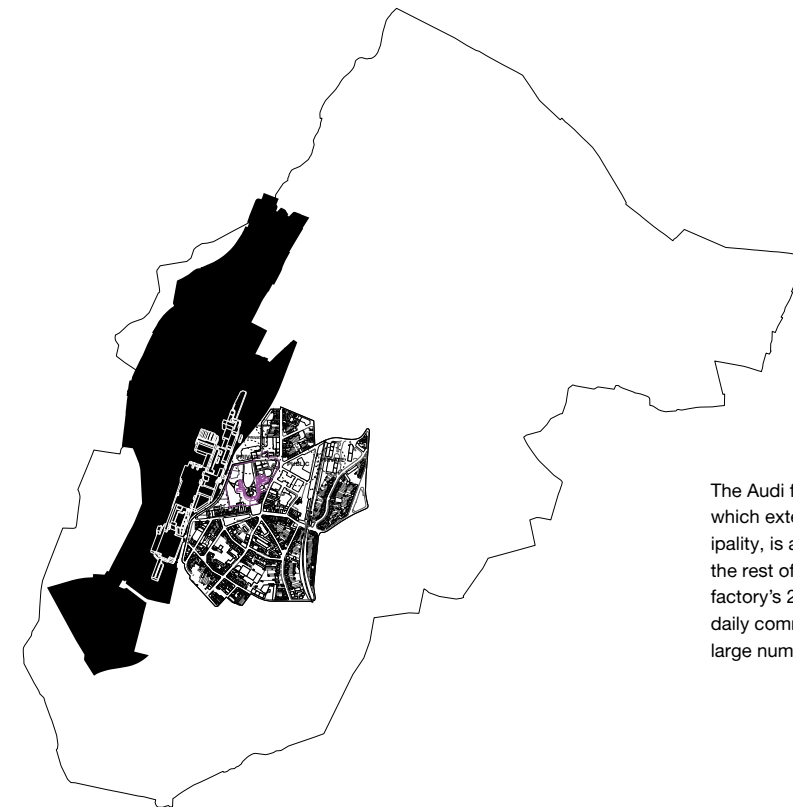 The Audi f
which exte
ipality, is a
the rest of
factory's 2
daily comm
large num